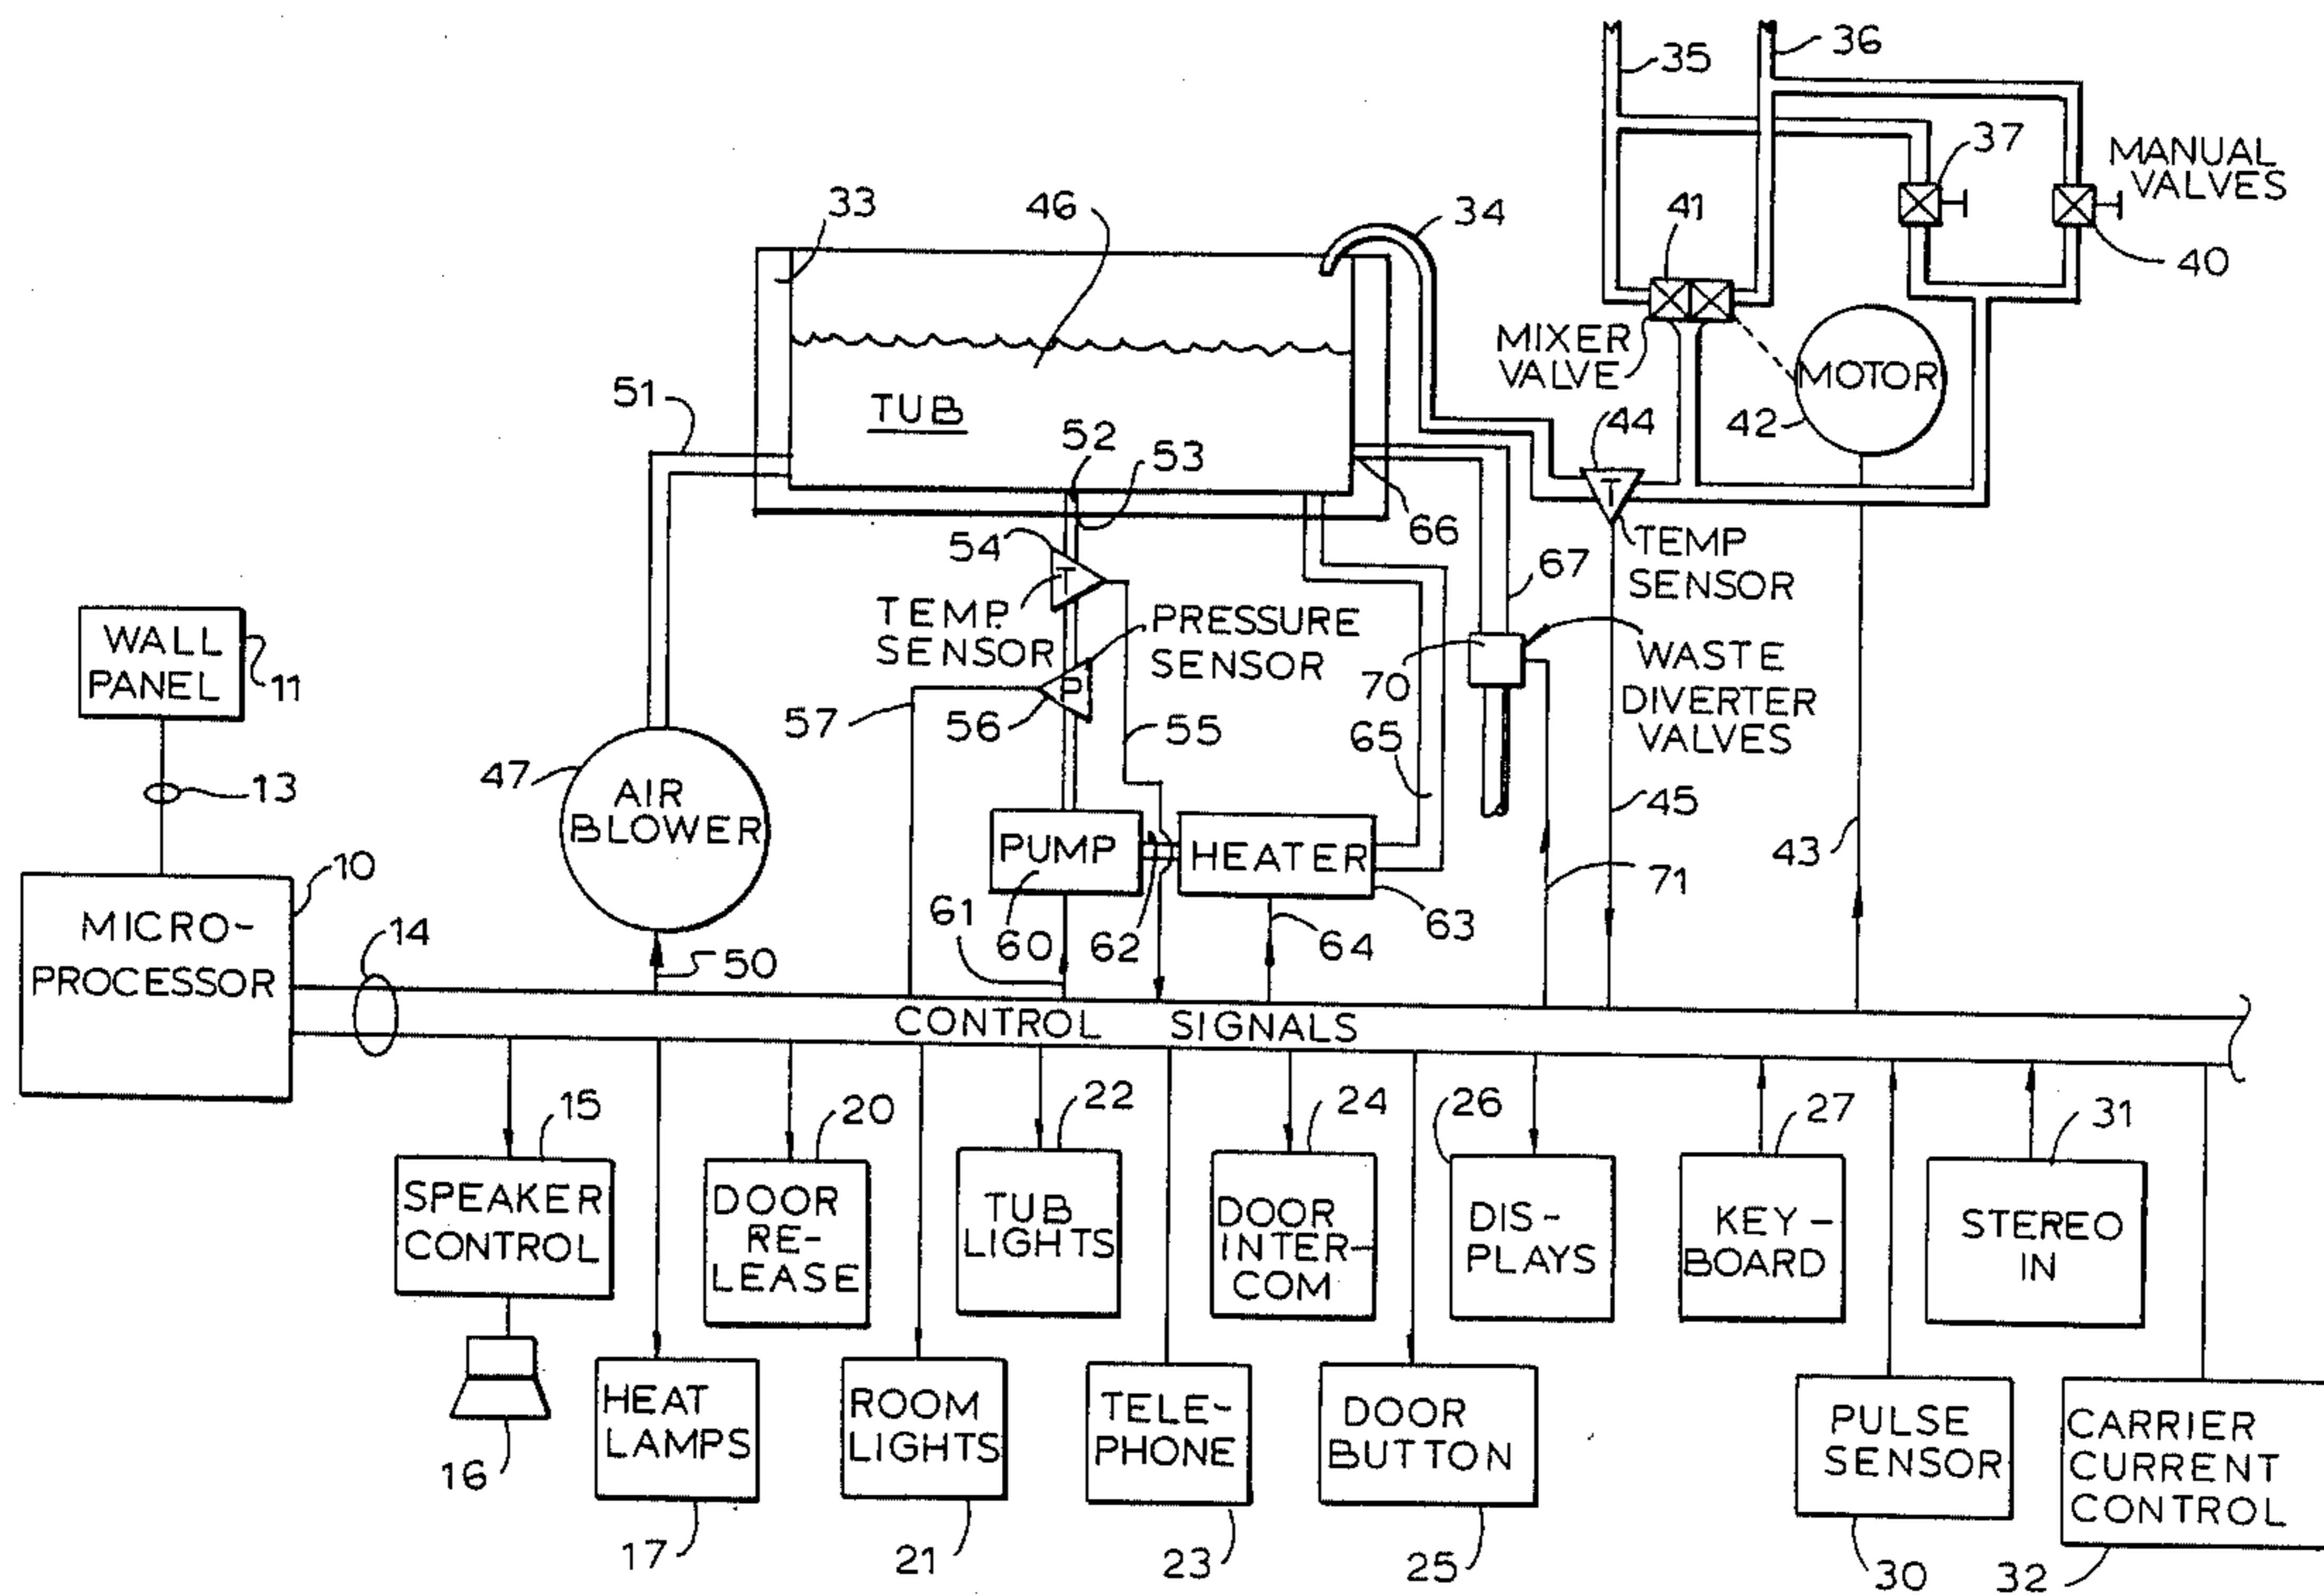 35
36
37
MANUAL
VALVES
40
33
46
34
41
MIXER
VALVE
MOTOR
42
44
T
TEMP
SENSOR
51
TUB
52
53
66
54
T
TEMP.
SENSOR
PRESSURE
SENSOR
P
56
57
55
67
70
WASTE
DIVERTER
VALVES
65
45
43
71
WALL
PANEL
11
13
47
AIR
BLOWER
10
MICRO-
PROCESSOR
14
50
PUMP
60
61
62
HEATER
63
64
CONTROL SIGNALS
15
SPEAKER
CONTROL
16
HEAT
LAMPS
17
20
DOOR
RE-
LEASE
ROOM
LIGHTS
21
22
TUB
LIGHTS
TELE-
PHONE
23
24
DOOR
INTER-
COM
DOOR
BUTTON
25
26
DIS-
PLAYS
27
KEY-
BOARD
PULSE
SENSOR
30
31
STEREO
IN
CARRIER
CURRENT
CONTROL
32